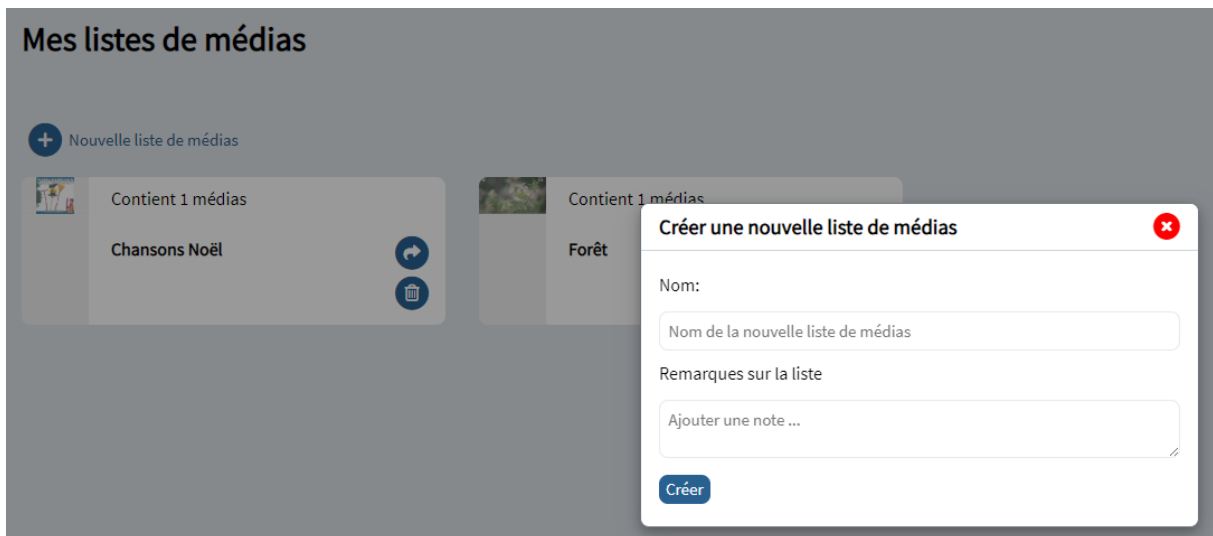 Mes listes de médias
Nouvelle liste de médias
Contient 1 médias
Chansons Noël
Contient 1 médias
Forêt
Créer une nouvelle liste de médias
Nom:
Nom de la nouvelle liste de médias
Remarques sur la liste
Ajouter une note ...
Créer